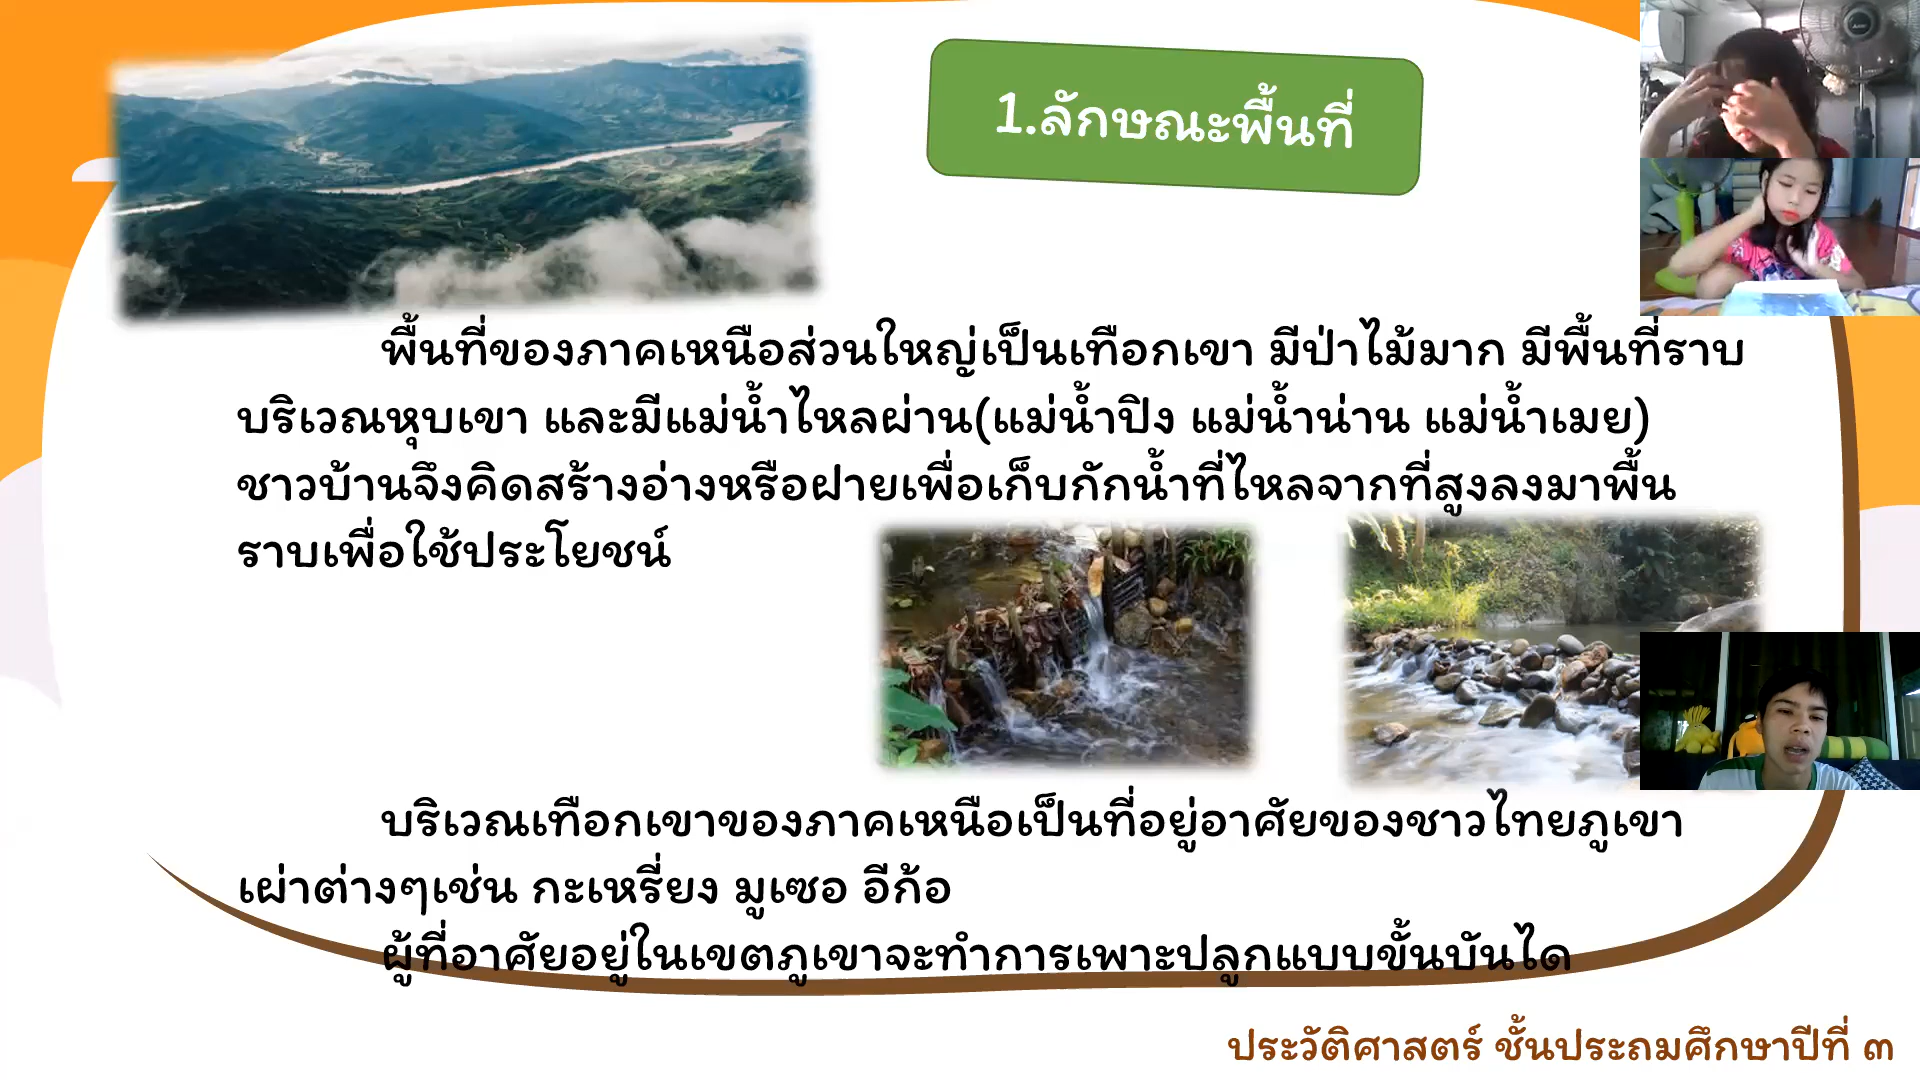 1.ลักษณะพื้นที่
พื้นที่ของภาคเหนือส่วนใหญ่เป็นเทือกเขา มีป่าไม้มาก มีพื้นที่ราบ
บริเวณหุบเขา และมีแม่น้ำไหลผ่าน(แม่น้ำปิง แม่น้ำน่าน แม่น้ำเมย)
ชาวบ้านจึงคิดสร้างอ่างหรือฝายเพื่อเก็บกักน้ำที่ไหลจากที่สูงลงมาพื้น
ราบเพื่อใช้ประโยชน์
บริเวณเทือกเขาของภาคเหนือเป็นที่อยู่อาศัยของชาวไทยภูเขา
เผ่าต่างๆเช่น กะเหรี่ยง มูเซอ อีก้อ
ผู้ที่อาศัยอยู่ในเขตภูเขาจะทำการเพาะปลูกแบบขั้นบันได
ประวัติศาสตร์ ชั้นประถมศึกษาปีที่ ๓